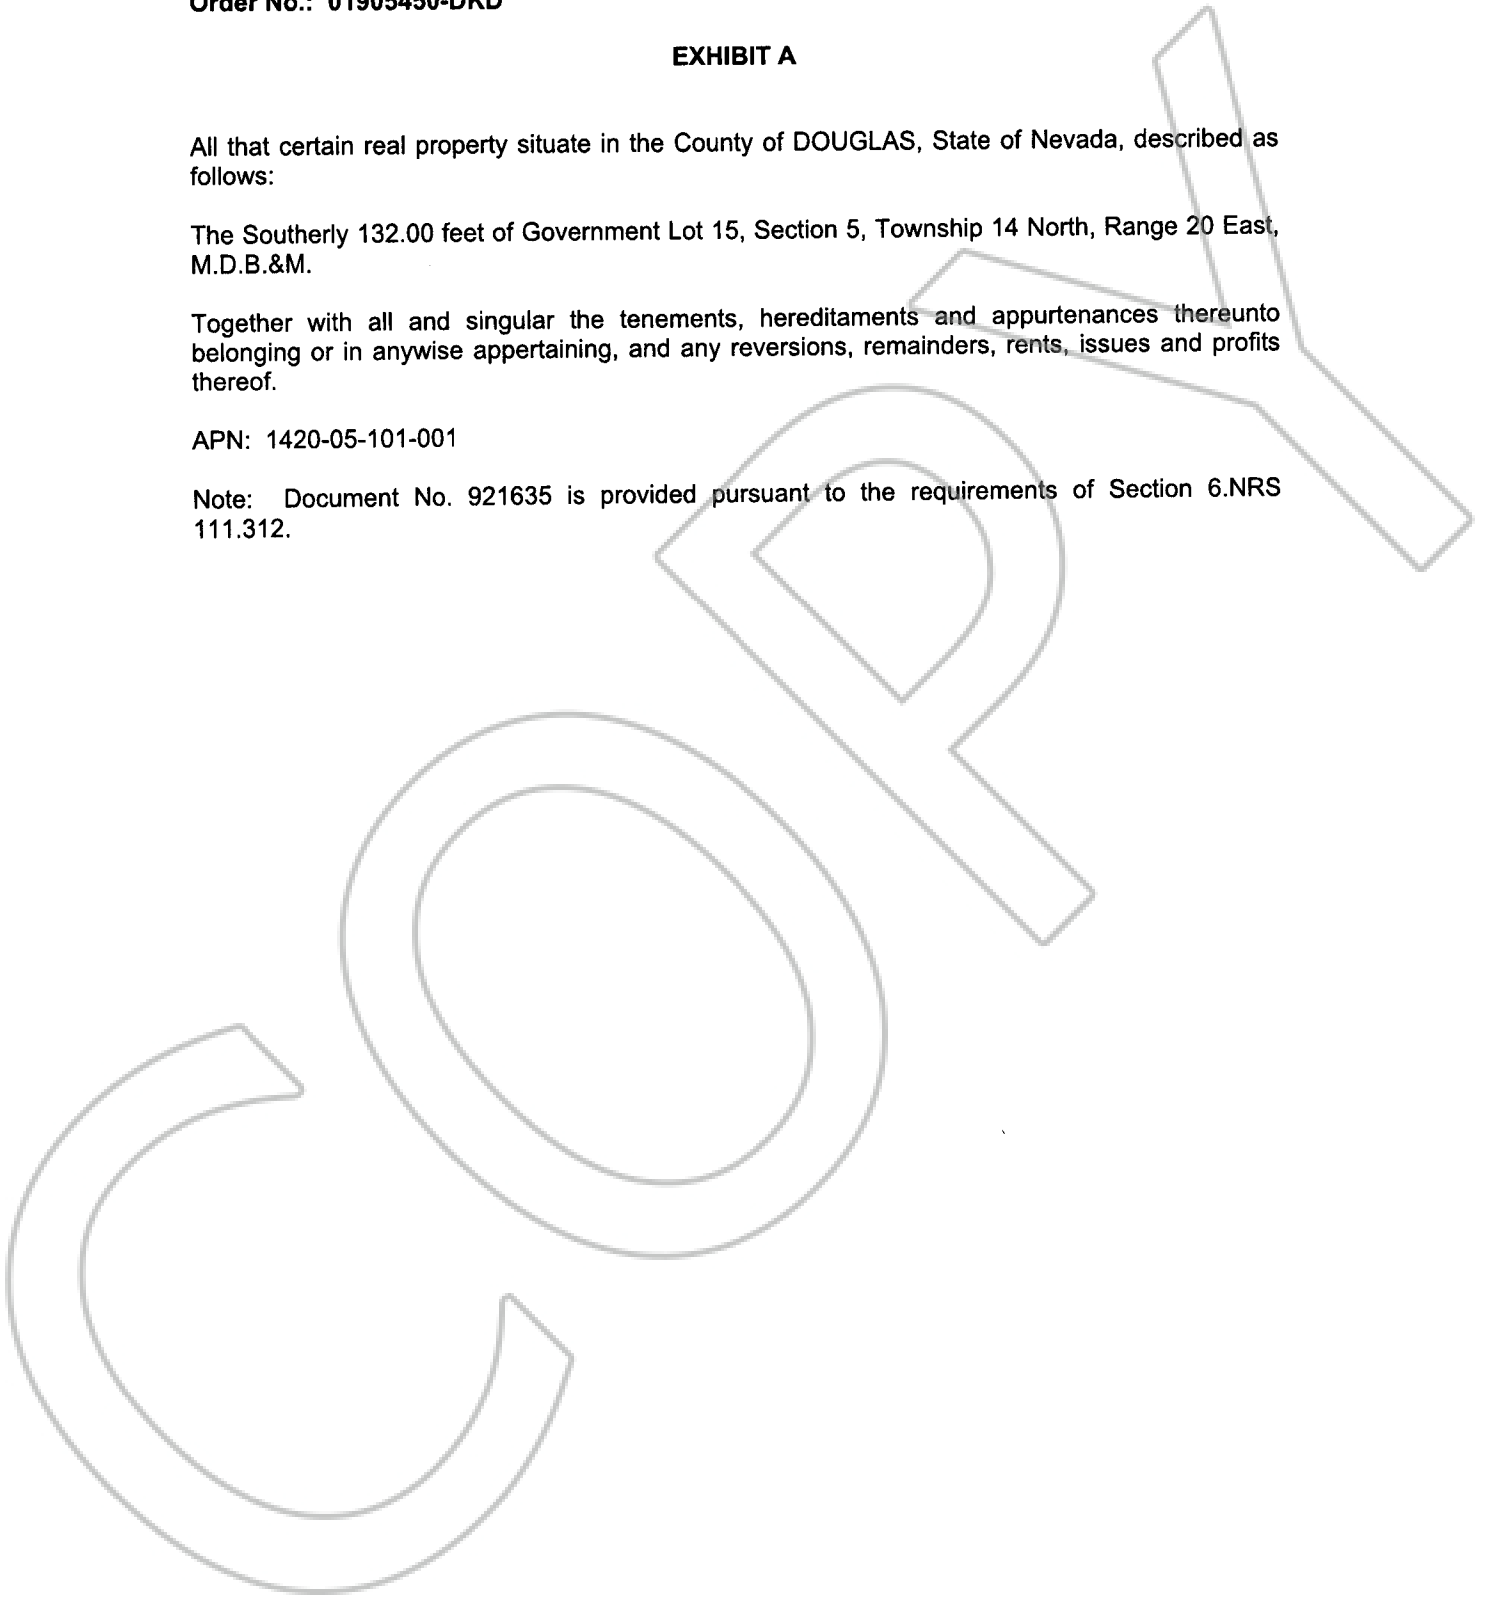 Order No.: 01905450-DKD
EXHIBIT A
All that certain real property situate in the County of DOUGLAS, State of Nevada, described as
follows:
The Southerly 132.00 feet of Government Lot 15, Section 5, Township 14 North, Range 20 East,
M.D.B.&M.
Together with all and singular the tenements, hereditaments and appurtenances thereunto
belonging or in anywise appertaining, and any reversions, remainders, rents, issues and profits
thereof.
APN: 1420-05-101-001
Note: Document No. 921635 is provided pursuant to the requirements of Section 6.NRS
111.312.
COPY